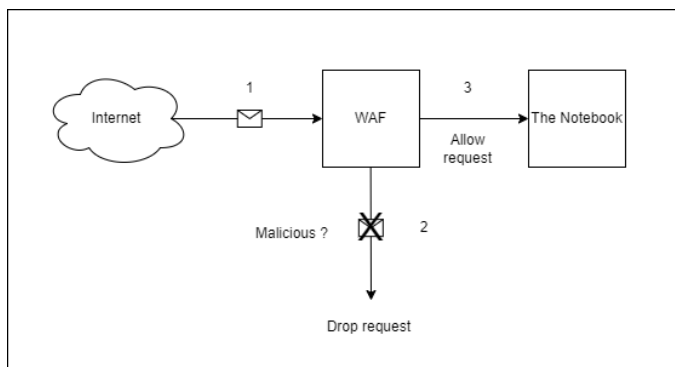 1
3
Internet
WAF
The Notebook
Allow
request
Malicious ?
2
Drop request